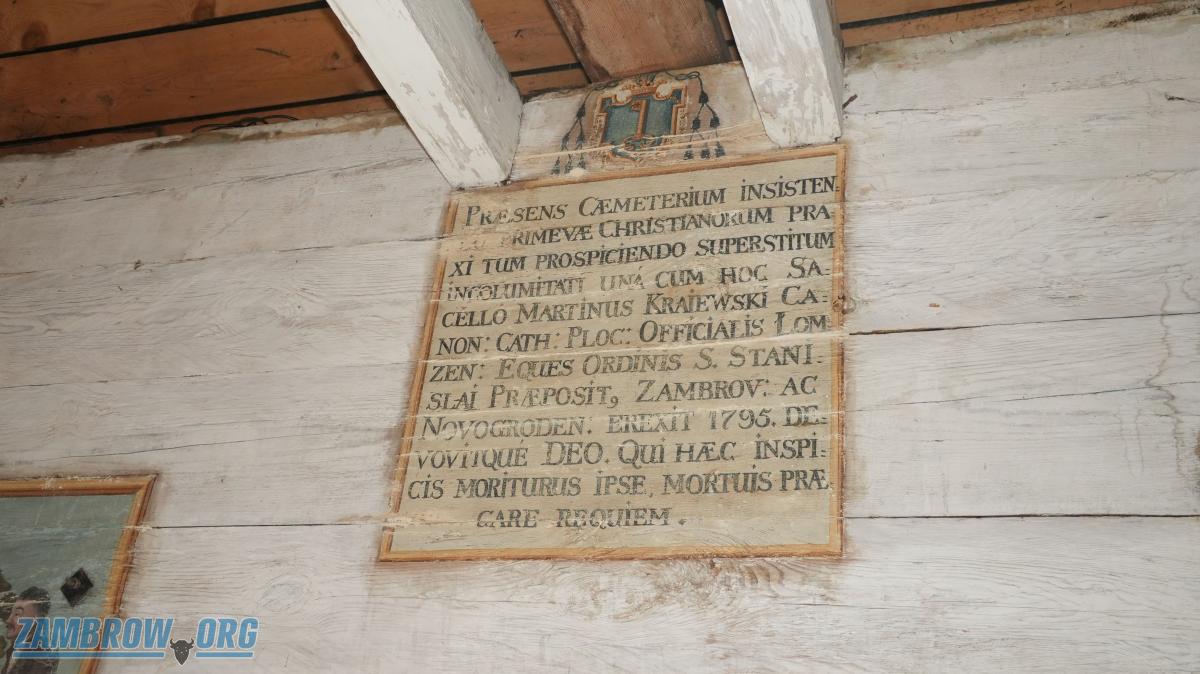 PRÆSENS CÆMETERIUM INSISTEN
PRIMEVÆ CHRISTIANORUM PRA-
XI TUM PROSPICIENDO SUPERSTITUM
INCOLUMITATI UNÁ CUM HOC SA=
CELLO MARTINUS KRAIEWSKI CA=
NON: CATH: PLOC: OFFICIALIS LOM=
ZEN: EQUES ORDINIS S. STANI=
SLAI PRÆPOSIT9 ZAMBROV: AC
NOVOGRODEN: EREXIT 1795. DE=
VOVITQUE DEO. QUI HÆC INSPI=
CIS MORITURUS IPSE, MORTUIS PRÆ=
CARE REQUIEM.
ZAMBROW.ORG